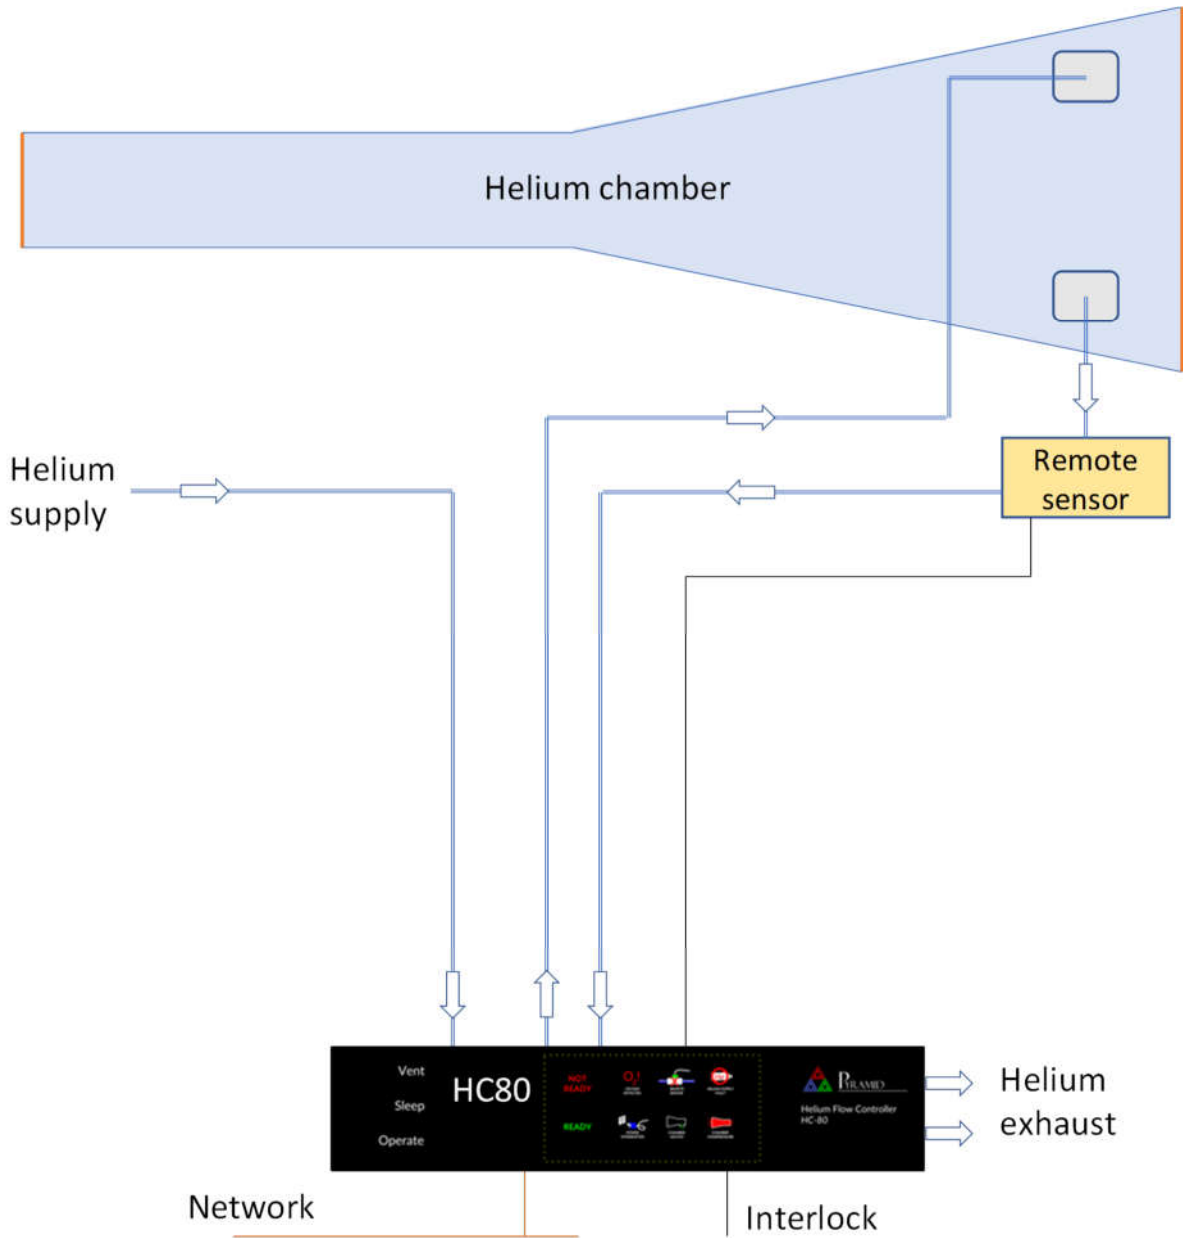 Helium chamber
Helium
supply
Remote
sensor
Vent
Sleep
Operate
HC80
NOT
READY
READY
O₂!
PYRAMID
Helium Flow Controller
HC-80
Helium
exhaust
Network
Interlock